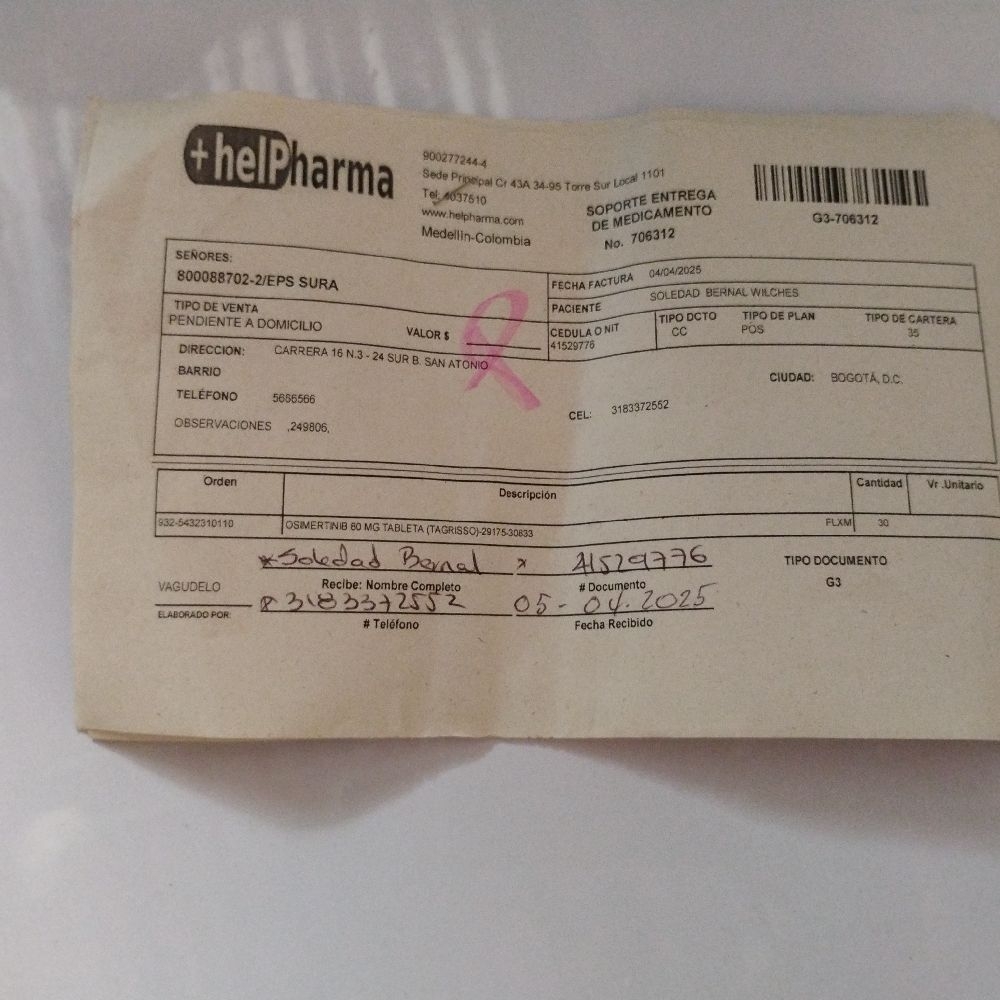 +helPharma
900277244-4
Sede Principal Cr 43A 34-95 Torre Sur Local 1101
Tel: 4037510
www.helpharma.com
Medellín-Colombia
SOPORTE ENTREGA
DE MEDICAMENTO
No. 706312
G3-706312
SEÑORES:
800088702-2/EPS SURA
FECHA FACTURA 04/04/2025
TIPO DE VENTA
PENDIENTE A DOMICILIO
VALOR $
PACIENTE SOLEDAD BERNAL WILCHES
CEDULA O NIT
41529776
TIPO DCTO
CC
TIPO DE PLAN
POS
TIPO DE CARTERA
35
DIRECCION: CARRERA 16 N.3 - 24 SUR B. SAN ATONIO
BARRIO
CIUDAD: BOGOTÁ, D.C.
TELÉFONO 5656566
CEL: 3183372552
OBSERVACIONES ,249806,
Orden Descripción Cantidad Vr .Unitario
932-5432310110 OSIMERTINIB 80 MG TABLETA (TAGRISSO)-29175-30833 FLXM 30
*Soledad Bernal * 41529776
Recibe: Nombre Completo # Documento
TIPO DOCUMENTO
G3
VAGUDELO
3183372552 05-04.2025
ELABORADO POR:
# Teléfono Fecha Recibido